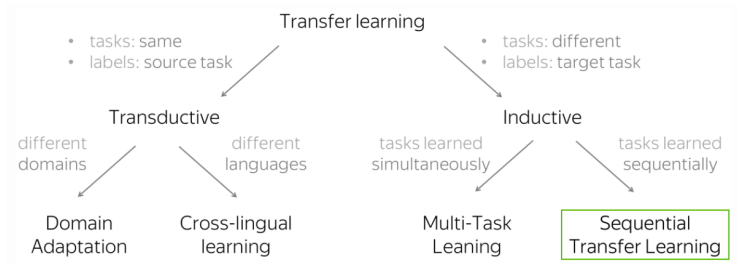 Transfer learning
• tasks: same
• labels: source task
• tasks: different
• labels: target task
Transductive
Inductive
different
domains
different
languages
tasks learned
simultaneously
tasks learned
sequentially
Domain
Adaptation
Cross-lingual
learning
Multi-Task
Leaning
Sequential
Transfer Learning